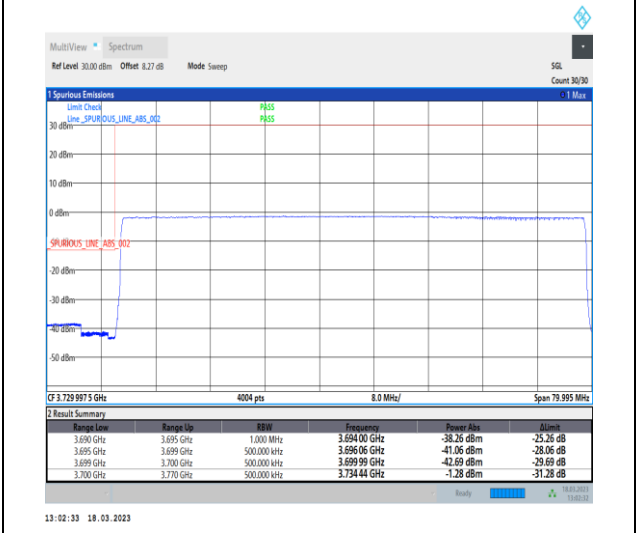 MultiView Spectrum
Ref Level 30.00 dBm Offset 8.27 dB Mode Sweep SGL
Count 30/30
1 Spurious Emissions 1 Max
Limit Check PASS
Line _SPURIOUS_LINE_ABS_002 PASS
30 dBm
20 dBm
10 dBm
0 dBm
_SPURIOUS_LINE_ABS_002
-20 dBm
-30 dBm
-40 dBm
-50 dBm
CF 3.729 997 5 GHz 4004 pts 8.0 MHz/ Span 79.995 MHz
2 Result Summary
Range Low Range Up RBW Frequency Power Abs ΔLimit
3.690 GHz 3.695 GHz 1.000 MHz 3.694 00 GHz -38.26 dBm -25.26 dB
3.695 GHz 3.699 GHz 500.000 kHz 3.696 06 GHz -41.06 dBm -28.06 dB
3.699 GHz 3.700 GHz 500.000 kHz 3.699 99 GHz -42.69 dBm -29.69 dB
3.700 GHz 3.770 GHz 500.000 kHz 3.734 44 GHz -1.28 dBm -31.28 dB
Ready 18.03.2023
13:02:32
13:02:33 18.03.2023